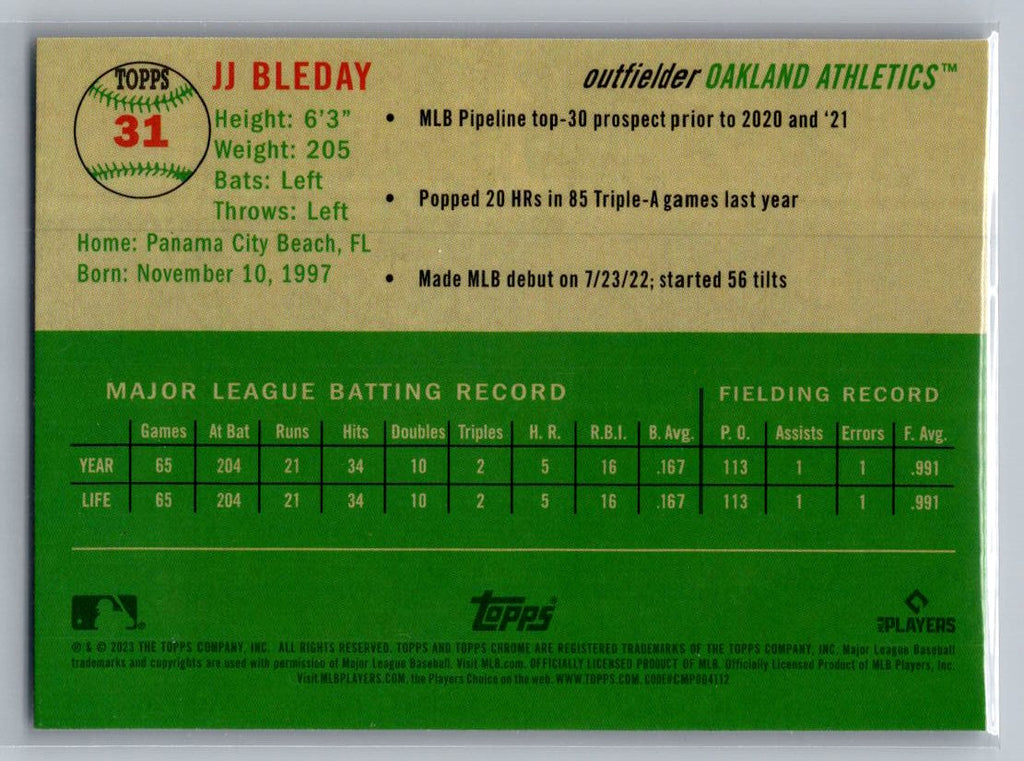 TOPPS
31
JJ BLEDAY
outfielder OAKLAND ATHLETICS™
Height: 6'3"
Weight: 205
Bats: Left
Throws: Left
Home: Panama City Beach, FL
Born: November 10, 1997
• MLB Pipeline top-30 prospect prior to 2020 and '21
• Popped 20 HRs in 85 Triple-A games last year
• Made MLB debut on 7/23/22; started 56 tilts
MAJOR LEAGUE BATTING RECORD FIELDING RECORD
Games At Bat Runs Hits Doubles Triples H. R. R.B.I. B. Avg. P. O. Assists Errors F. Avg.
YEAR 65 204 21 34 10 2 5 16 .167 113 1 1 .991
LIFE 65 204 21 34 10 2 5 16 .167 113 1 1 .991
Topps®
MLB PLAYERS
® & © 2023 THE TOPPS COMPANY, INC. ALL RIGHTS RESERVED. TOPPS AND TOPPS CHROME ARE REGISTERED TRADEMARKS OF THE TOPPS COMPANY, INC. Major League Baseball
trademarks and copyrights are used with permission of Major League Baseball. Visit MLB.com. OFFICIALLY LICENSED PRODUCT OF MLB. Officially Licensed Product of MLB Players, Inc.
Visit MLBPLAYERS.COM, the Players Choice on the web. WWW.TOPPS.COM. CODE#CMP084112